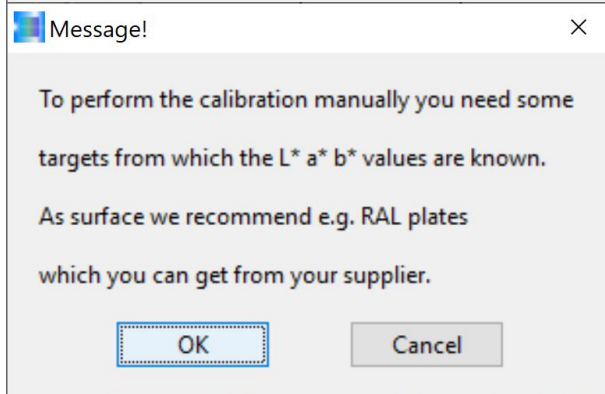 Message!
To perform the calibration manually you need some
targets from which the L* a* b* values are known.
As surface we recommend e.g. RAL plates
which you can get from your supplier.
OK
Cancel